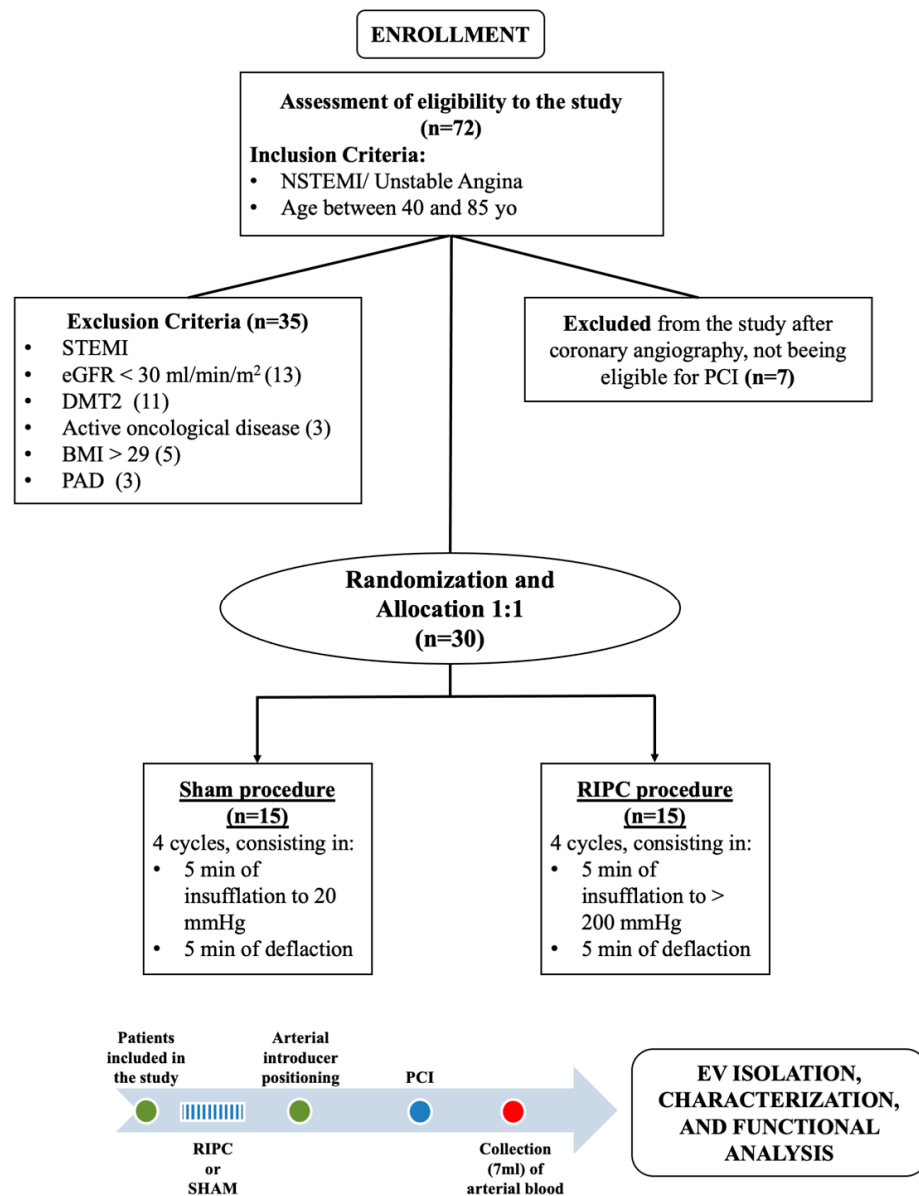 ENROLLMENT
Assessment of eligibility to the study
(n=72)
Inclusion Criteria:
• NSTEMI/ Unstable Angina
• Age between 40 and 85 yo
Exclusion Criteria (n=35)
• STEMI
• eGFR < 30 ml/min/m² (13)
• DMT2 (11)
• Active oncological disease (3)
• BMI > 29 (5)
• PAD (3)
Excluded from the study after
coronary angiography, not beeing
eligible for PCI (n=7)
Randomization and
Allocation 1:1
(n=30)
Sham procedure
(n=15)
4 cycles, consisting in:
• 5 min of
insufflation to 20
mmHg
• 5 min of deflaction
RIPC procedure
(n=15)
4 cycles, consisting in:
• 5 min of
insufflation to >
200 mmHg
• 5 min of deflaction
Patients
included in
the study
RIPC
or
SHAM
Arterial
introducer
positioning
PCI
Collection
(7ml) of
arterial blood
EV ISOLATION,
CHARACTERIZATION,
AND FUNCTIONAL
ANALYSIS